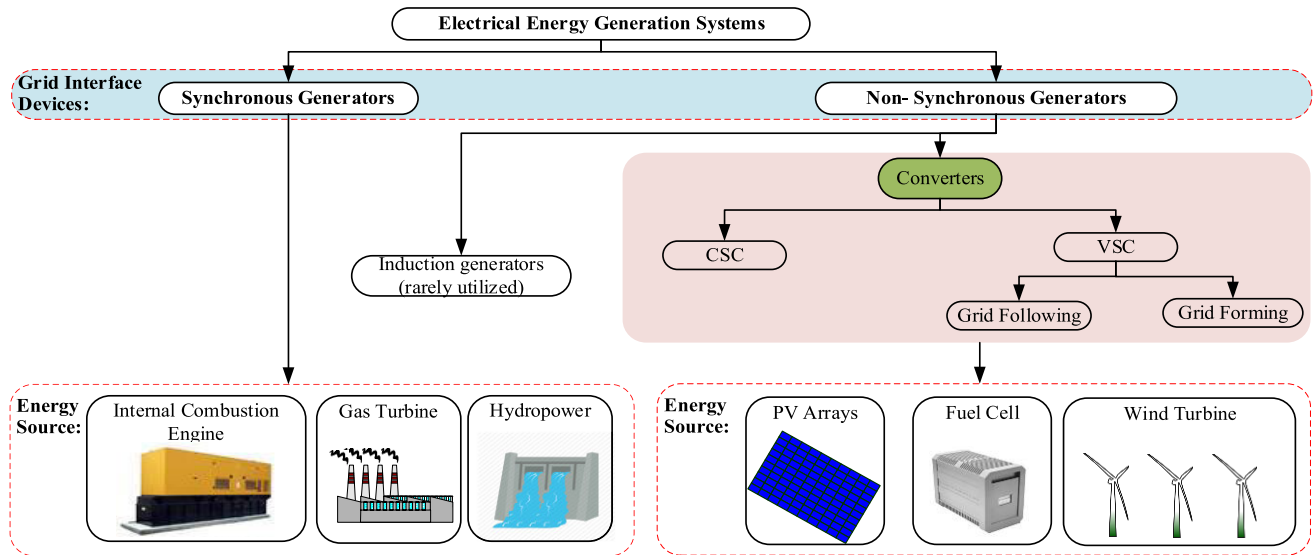 Electrical Energy Generation Systems
Grid Interface
Devices:
Synchronous Generators
Non- Synchronous Generators
Converters
CSC
VSC
Induction generators
(rarely utilized)
Grid Following
Grid Forming
Energy
Source:
Internal Combustion
Engine
Gas Turbine
Hydropower
Energy
Source:
PV Arrays
Fuel Cell
Wind Turbine